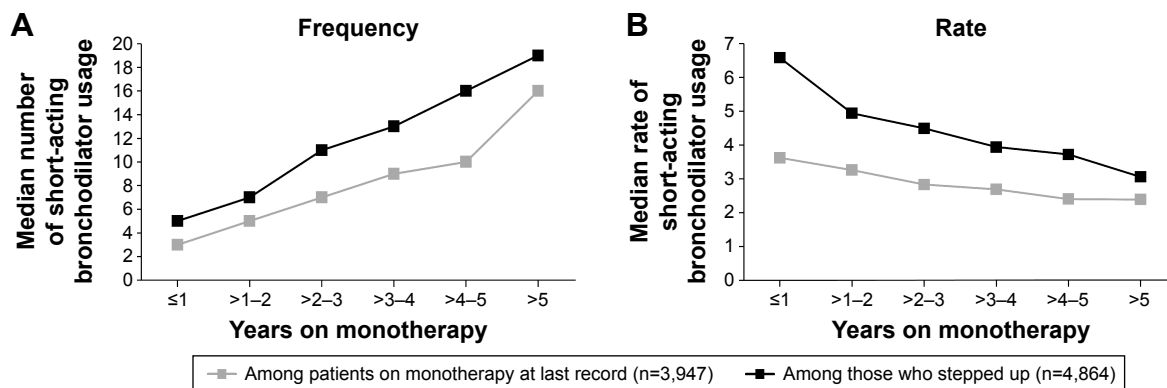 A
Frequency
Median number
of short-acting
bronchodilator usage
20
18
16
14
12
10
8
6
4
2
0
≤1 >1–2 >2–3 >3–4 >4–5 >5
Years on monotherapy
B
Rate
Median rate of
short-acting
bronchodilator usage
7
6
5
4
3
2
1
0
≤1 >1–2 >2–3 >3–4 >4–5 >5
Years on monotherapy
Among patients on monotherapy at last record (n=3,947) Among those who stepped up (n=4,864)